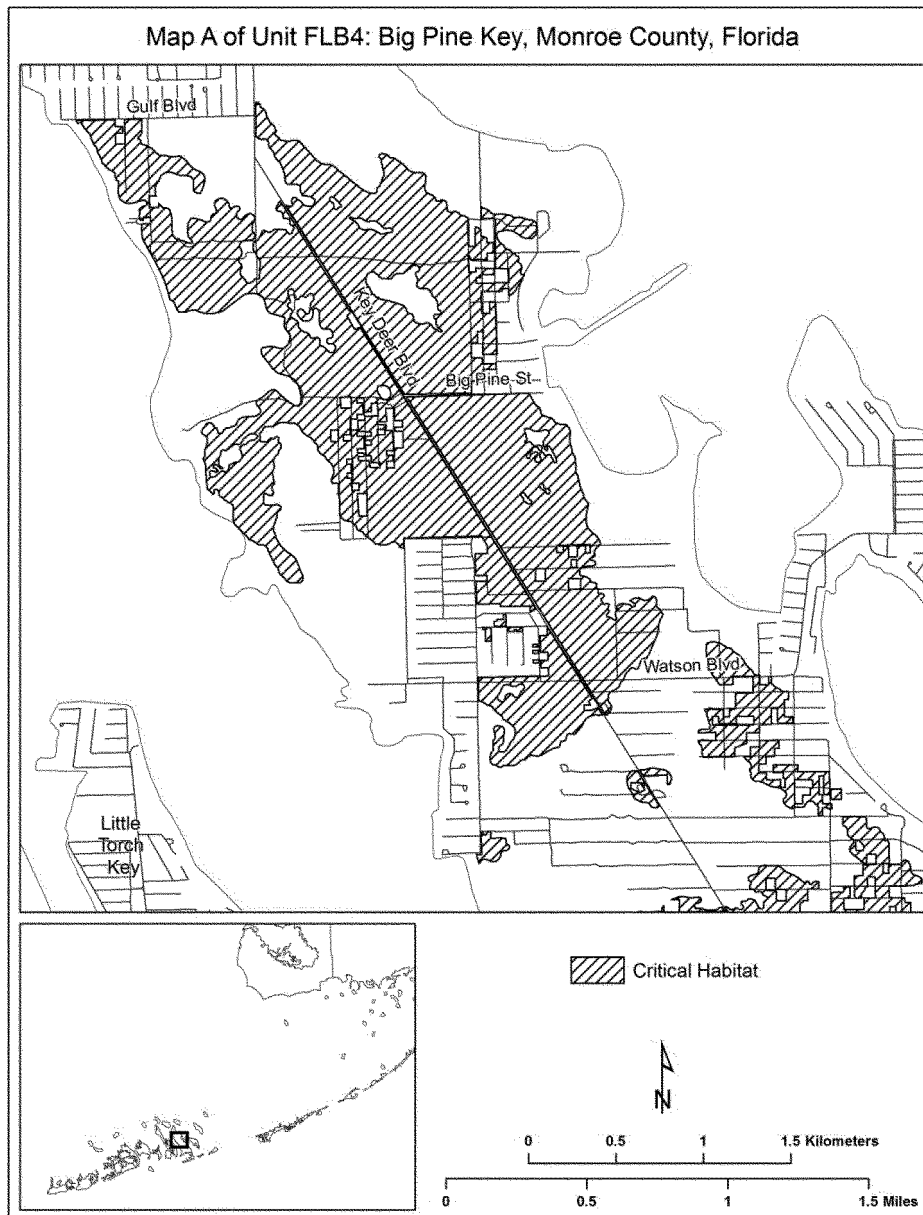 Map A of Unit FLB4: Big Pine Key, Monroe County, Florida
Gulf Blvd
Key Deer Blvd
Big Pine St
Watson Blvd
Little
Torch
Key
Critical Habitat
N
0 0.5 1 1.5 Kilometers
0 0.5 1 1.5 Miles